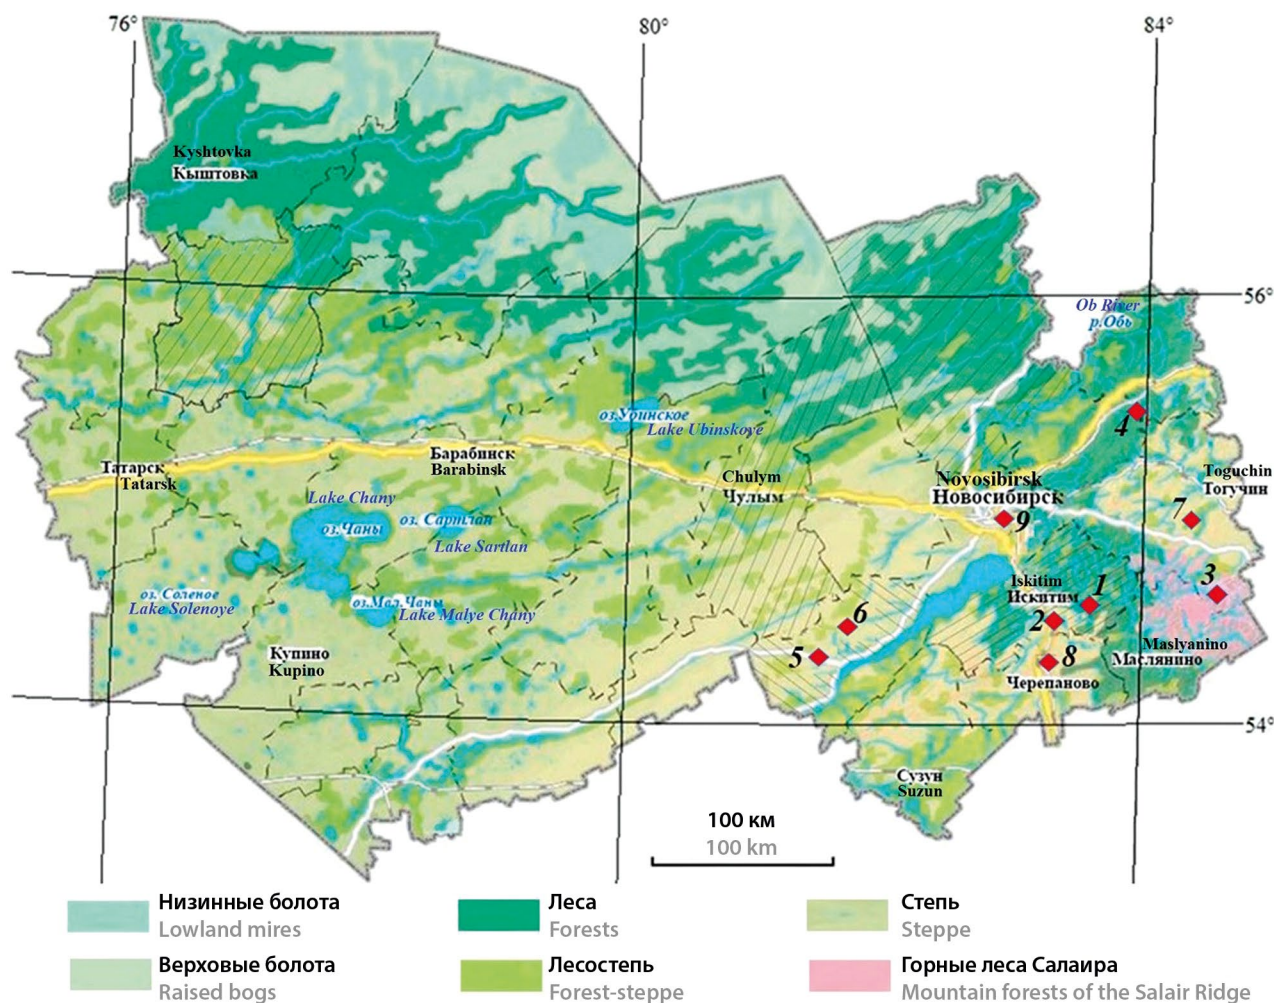 76°
80°
84°
Kyshtovka
Кыштовка
56°
Ob River
р.Обь
оз.Убинское
Lake Ubinskoye
4
Татарск
Tatarsk
Барабинск
Barabinsk
Chulym
Чулым
Novosibirsk
Новосибирск
9
Toguchin
Тогучин
7
Lake Chany
оз.Чаны
оз. Сартлан
Lake Sartlan
оз. Соленое
Lake Solenoye
оз.Мал.Чаны
Lake Malye Chany
Iskitim
Искитим
1
2
3
6
5
8
Maslyanino
Маслянино
Купино
Kupino
Черепаново
54°
Сузун
Suzun
100 км
100 km
Низинные болота
Lowland mires
Леса
Forests
Степь
Steppe
Верховые болота
Raised bogs
Лесостепь
Forest-steppe
Горные леса Салаира
Mountain forests of the Salair Ridge